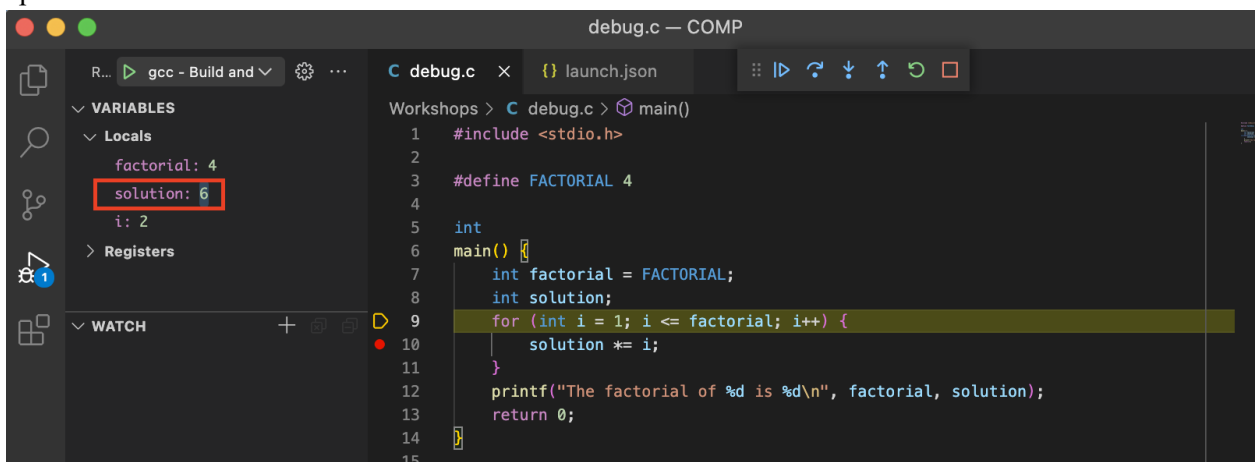 debug.c — COMP
R... gcc - Build and
VARIABLES
Locals
factorial: 4
solution: 6
i: 2
Registers
1
WATCH
C debug.c × {} launch.json
Workshops > C debug.c > main()
1 #include <stdio.h>
2
3 #define FACTORIAL 4
4
5 int
6 main() {
7 int factorial = FACTORIAL;
8 int solution;
9 for (int i = 1; i <= factorial; i++) {
10 solution *= i;
11 }
12 printf("The factorial of %d is %d\n", factorial, solution);
13 return 0;
14 }
15